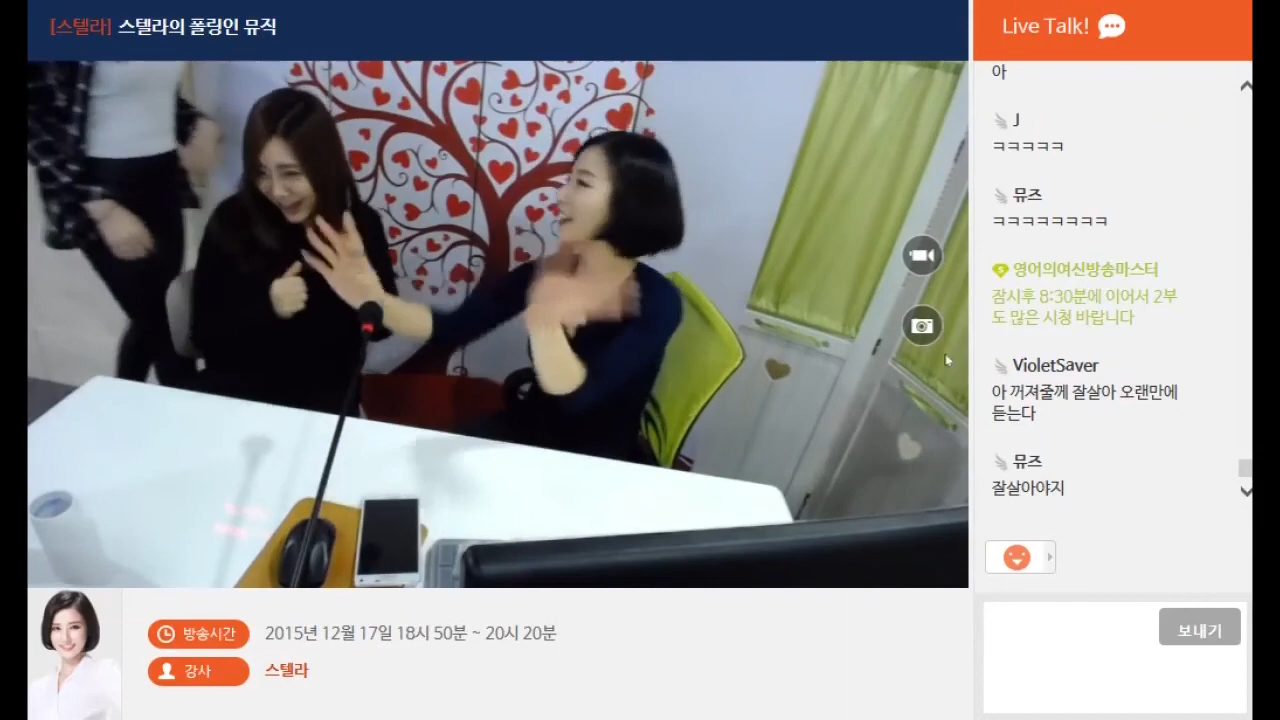 [스텔라] 스텔라의 폴링인 뮤직
Live Talk!
아
J
ㅋㅋㅋㅋㅋ
뮤즈
ㅋㅋㅋㅋㅋㅋㅋㅋ
영어의여신방송마스터
잠시후 8:30분에 이어서 2부
도 많은 시청 바랍니다
VioletSaver
아 꺼져줄께 잘살아 오랜만에
듣는다
뮤즈
잘살아야지
보내기
방송시간 2015년 12월 17일 18시 50분 ~ 20시 20분
강사 스텔라